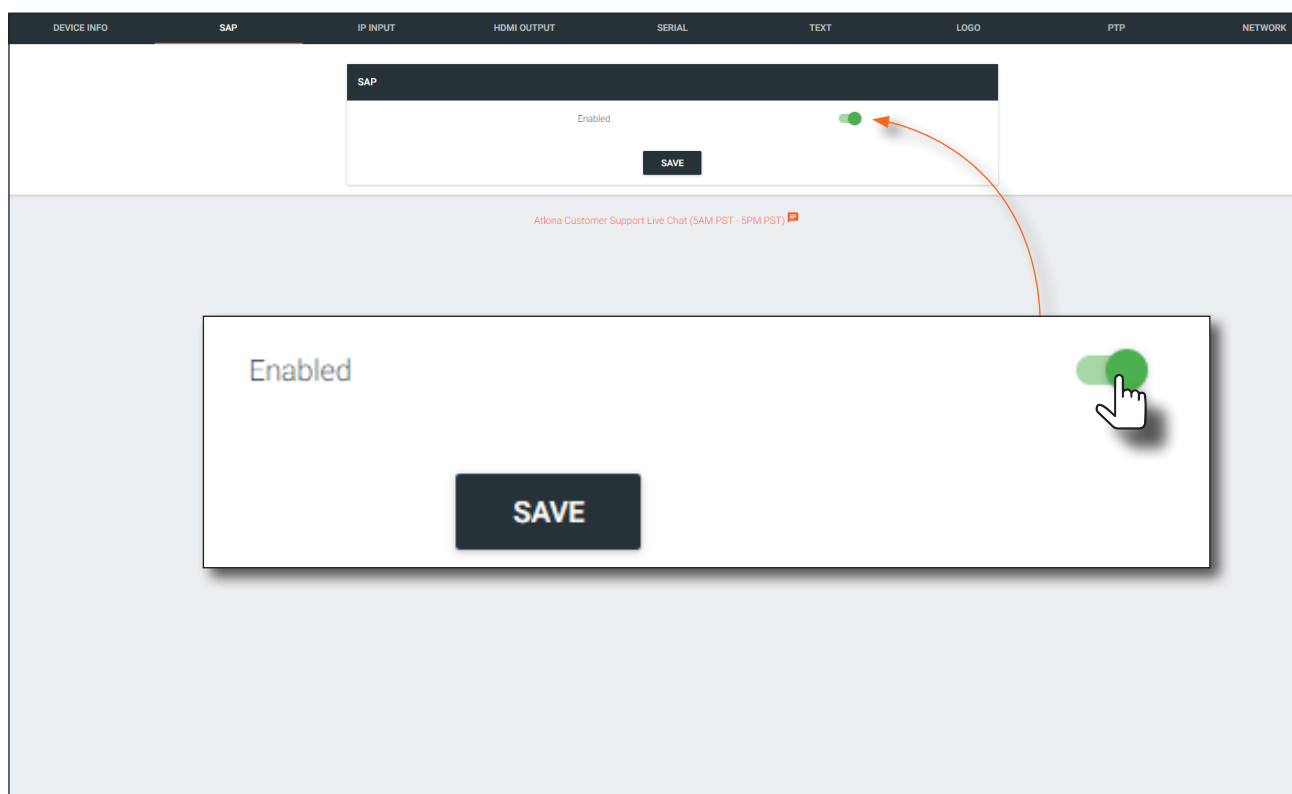 DEVICE INFO SAP IP INPUT HDMI OUTPUT SERIAL TEXT LOGO PTP NETWORK
SAP
Enabled
SAVE
Atlona Customer Support Live Chat (5AM PST - 5PM PST)
Enabled
SAVE